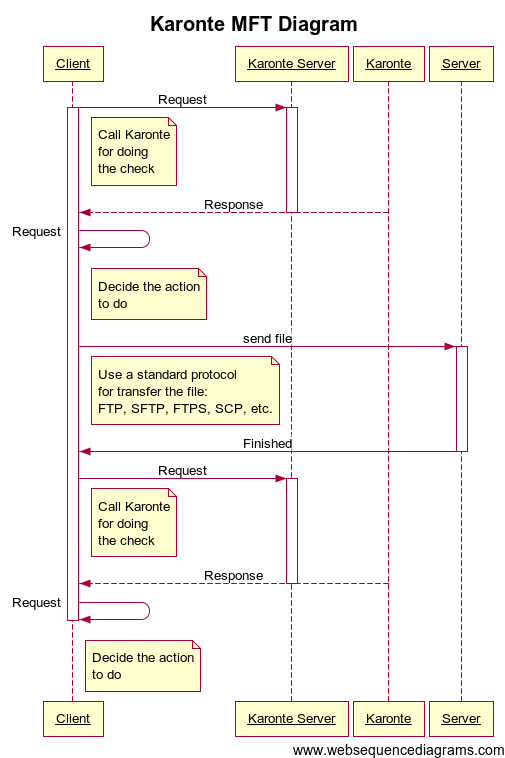 Karonte MFT Diagram
Client
Karonte Server
Karonte
Server
Request
Call Karonte
for doing
the check
Response
Request
Decide the action
to do
send file
Use a standard protocol
for transfer the file:
FTP, SFTP, FTPS, SCP, etc.
Finished
Request
Call Karonte
for doing
the check
Response
Request
Decide the action
to do
Client
Karonte Server
Karonte
Server
www.websequencediagrams.com